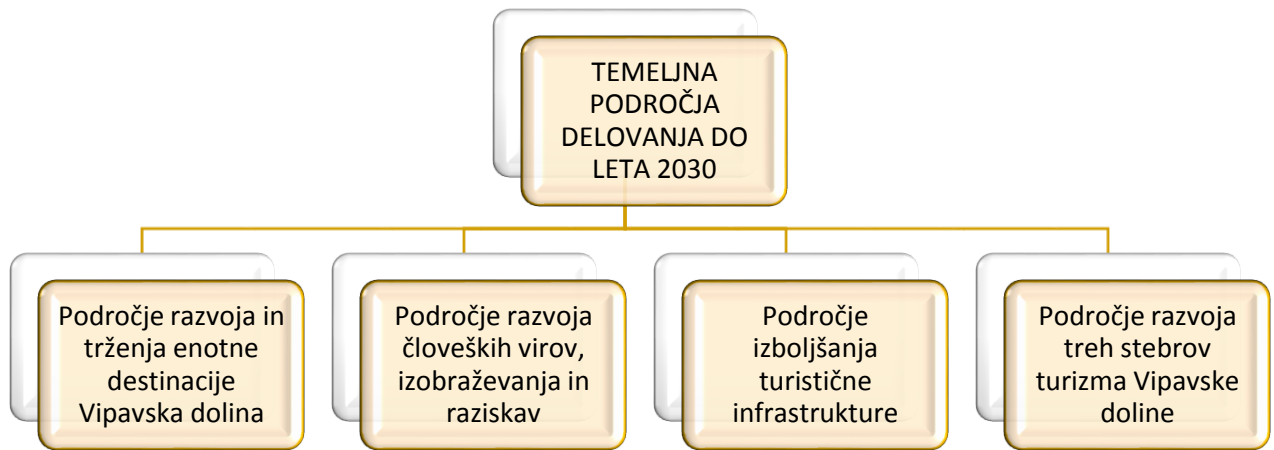 TEMELJNA
PODROČJA
DELOVANJA DO
LETA 2030
Področje razvoja in
trženja enotne
destinacije
Vipavska dolina
Področje razvoja
človeških virov,
izobraževanja in
raziskav
Področje
izboljšanja
turistične
infrastrukture
Področje razvoja
treh stebrov
turizma Vipavske
doline